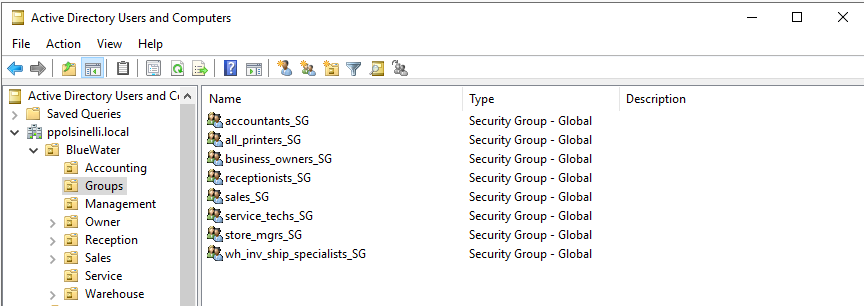 Active Directory Users and Computers
File Action View Help
Active Directory Users and Co
Saved Queries
ppolsinelli.local
BlueWater
Accounting
Groups
Management
Owner
Reception
Sales
Service
Warehouse
Name Type Description
accountants_SG Security Group - Global
all_printers_SG Security Group - Global
business_owners_SG Security Group - Global
receptionists_SG Security Group - Global
sales_SG Security Group - Global
service_techs_SG Security Group - Global
store_mgrs_SG Security Group - Global
wh_inv_ship_specialists_SG Security Group - Global